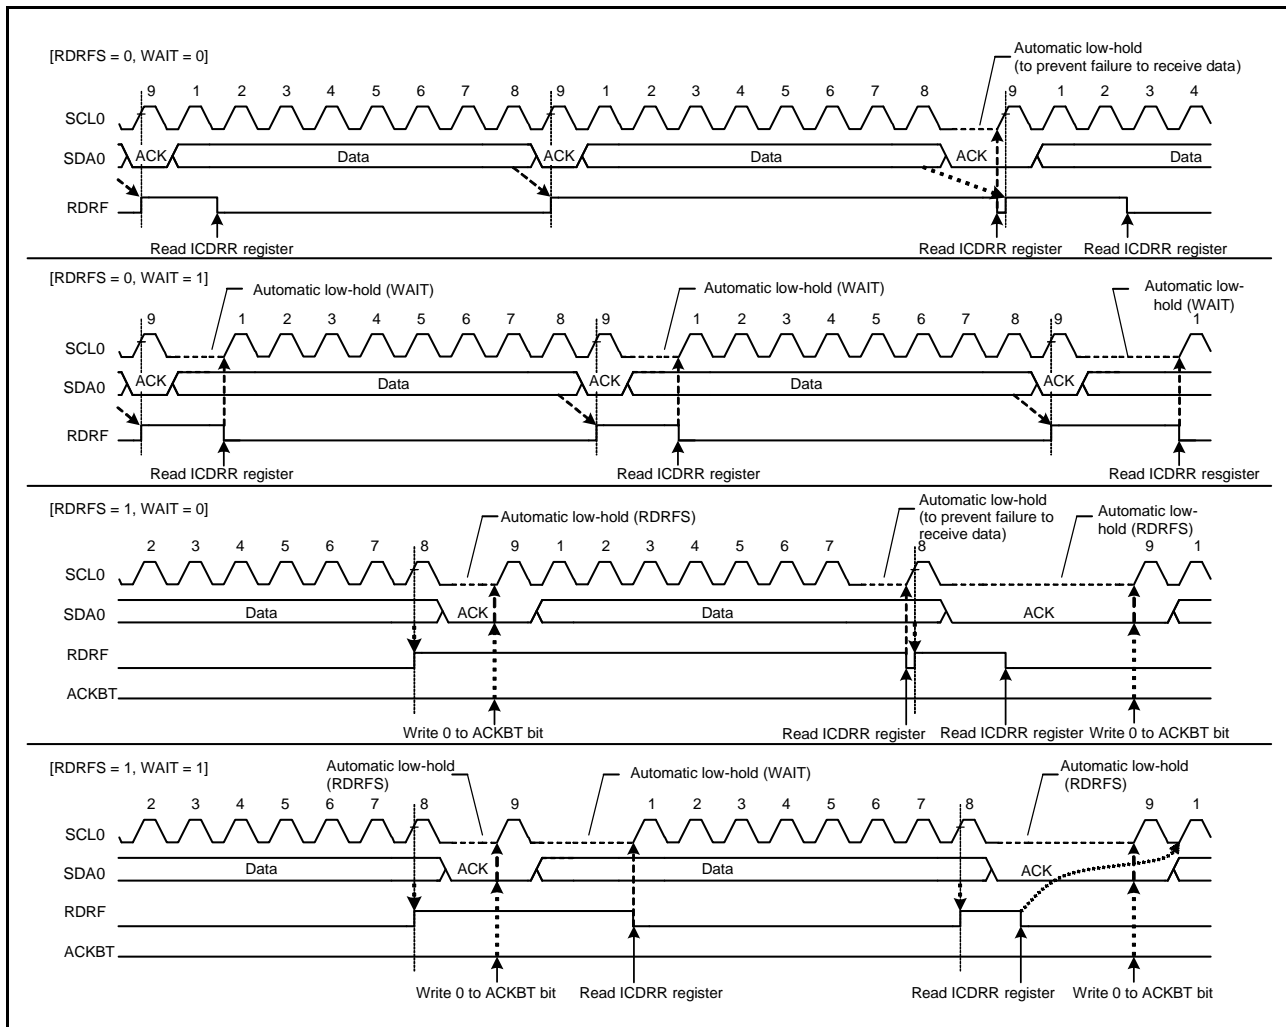 [RDRFS = 0, WAIT = 0]
Automatic low-hold
(to prevent failure to receive data)
9 1 2 3 4 5 6 7 8 9 1 2 3 4 5 6 7 8 9 1 2 3 4
SCL0
SDA0 ACK Data ACK Data ACK Data
RDRF
Read ICDRR register Read ICDRR register Read ICDRR register
[RDRFS = 0, WAIT = 1]
Automatic low-hold (WAIT) Automatic low-hold (WAIT) Automatic low-
hold (WAIT)
9 1 2 3 4 5 6 7 8 9 1 2 3 4 5 6 7 8 9 1
SCL0
SDA0 ACK Data ACK Data ACK
RDRF
Read ICDRR register Read ICDRR register Read ICDRR resgister
[RDRFS = 1, WAIT = 0]
Automatic low-hold (RDRFS)
Automatic low-hold
(to prevent failure to
receive data)
Automatic low-
hold (RDRFS)
2 3 4 5 6 7 8 9 1 2 3 4 5 6 7 8 9 1
SCL0
SDA0 Data ACK Data ACK
RDRF
ACKBT
Write 0 to ACKBT bit Read ICDRR register Read ICDRR register Write 0 to ACKBT bit
[RDRFS = 1, WAIT = 1]
Automatic low-hold
(RDRFS)
Automatic low-hold (WAIT)
Automatic low-hold
(RDRFS)
2 3 4 5 6 7 8 9 1 2 3 4 5 6 7 8 9 1
SCL0
SDA0 Data ACK Data ACK
RDRF
ACKBT
Write 0 to ACKBT bit Read ICDRR register Read ICDRR register Write 0 to ACKBT bit